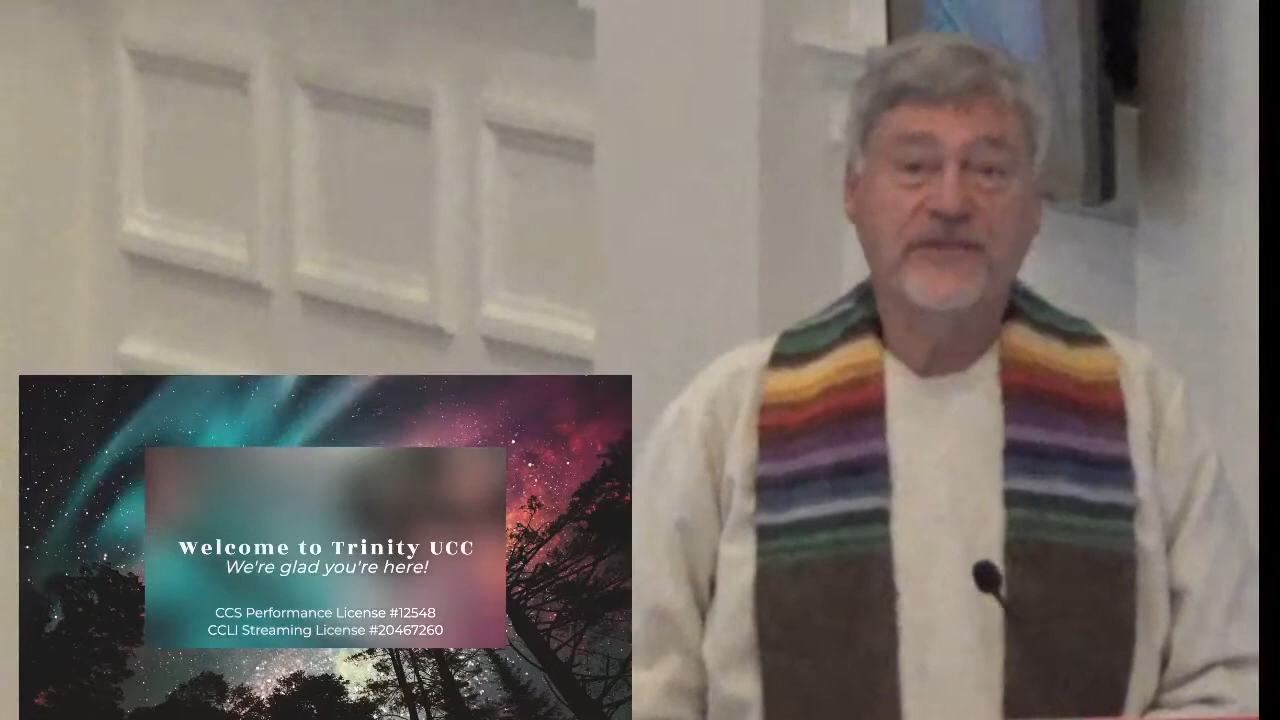 Welcome to Trinity UCC
We're glad you're here!
CCS Performance License #12548
CCLI Streaming License #20467260